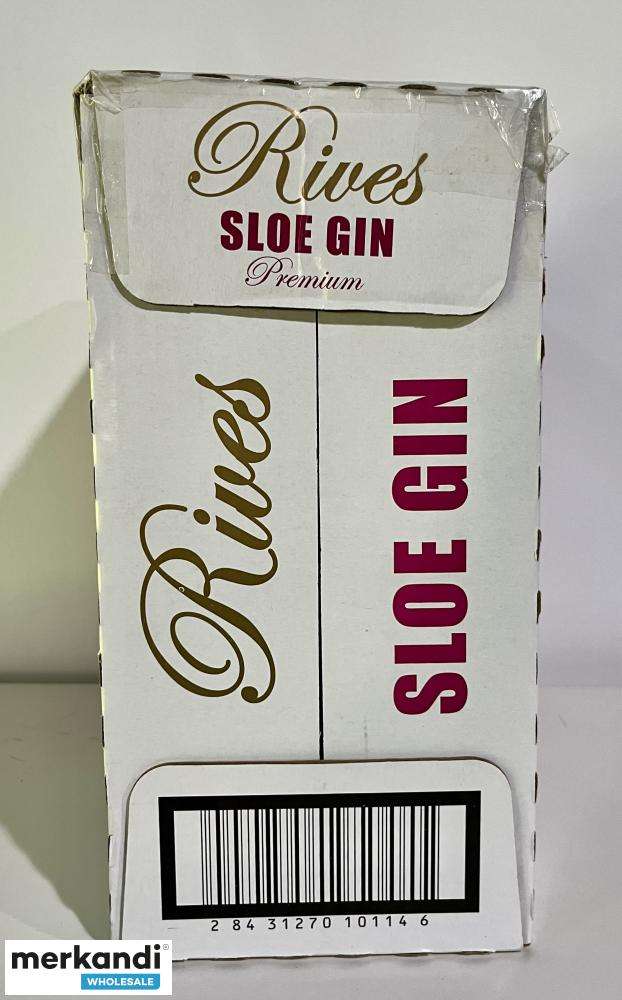 Rives
SLOE GIN
Premium
Rives
SLOE GIN
2 84 31270 10114 6
merkandi®
WHOLESALE